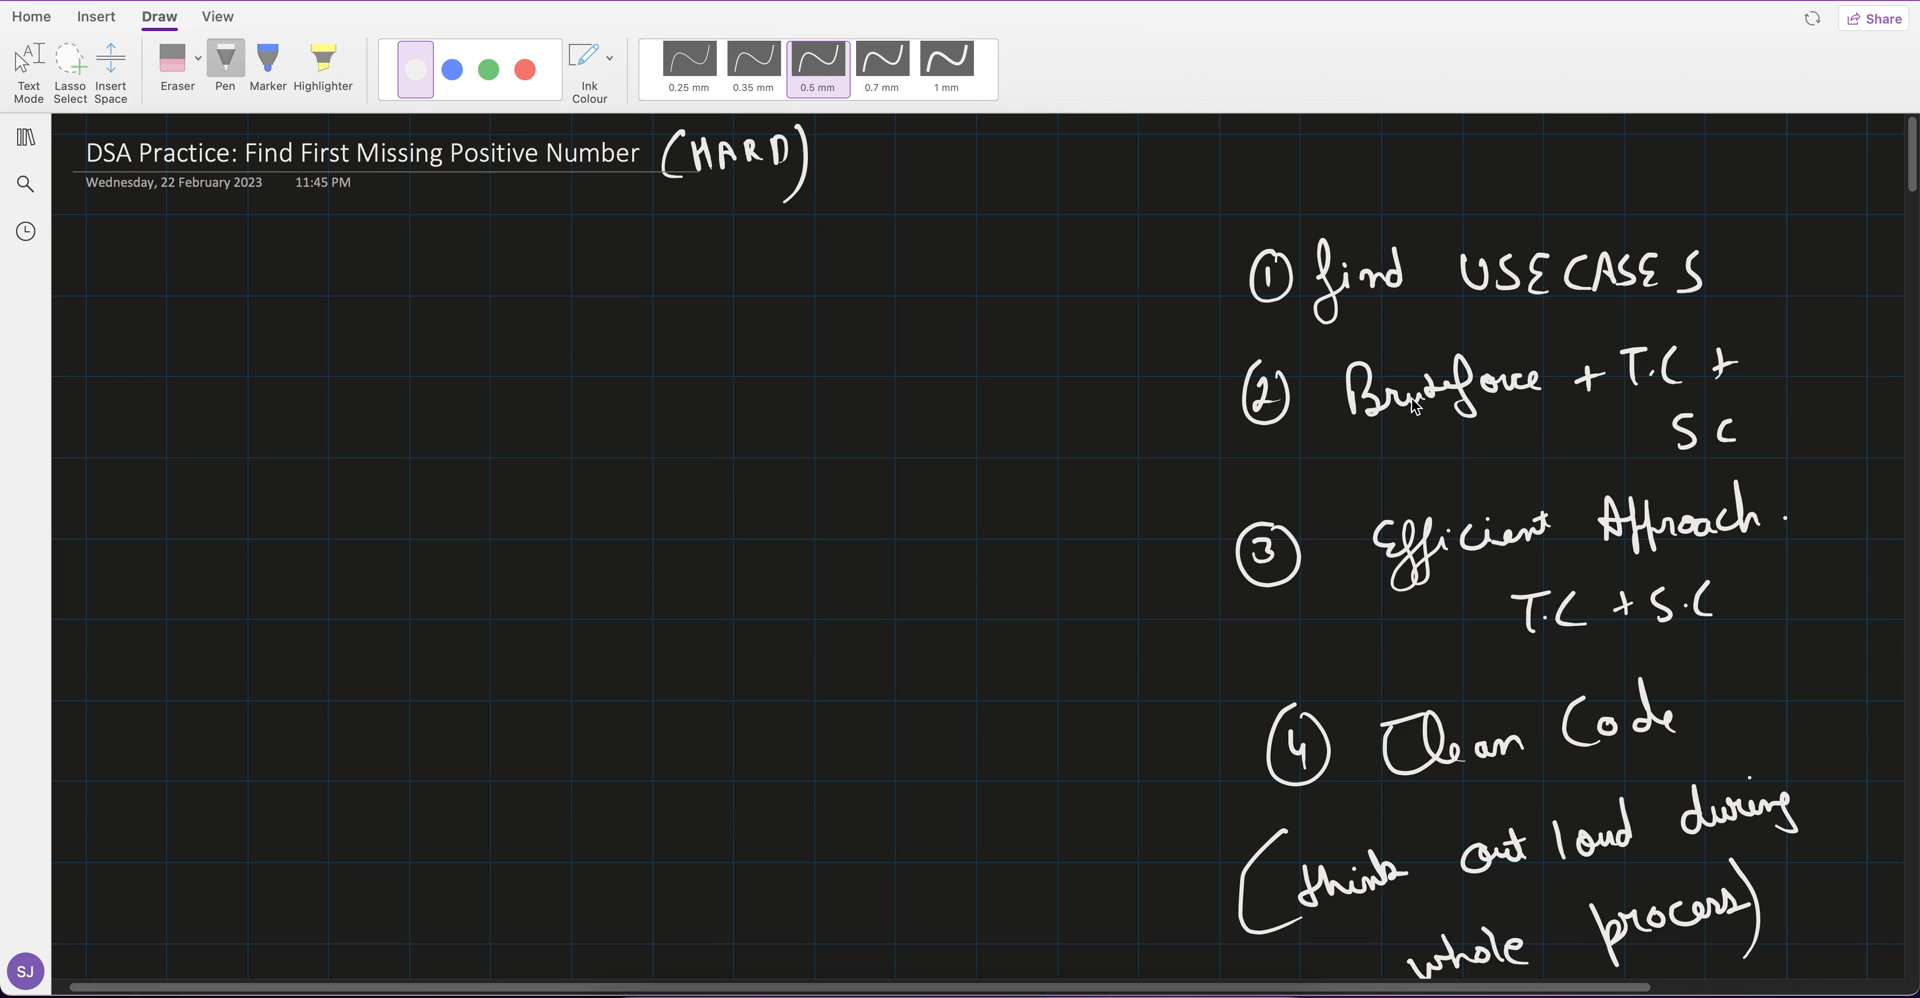 Home Insert Draw View
Share
Text Mode
Lasso Select
Insert Space
Eraser
Pen
Marker
Highlighter
Ink Colour
0.25 mm
0.35 mm
0.5 mm
0.7 mm
1 mm
DSA Practice: Find First Missing Positive Number (HARD)
Wednesday, 22 February 2023 11:45 PM
① find USECASES
② Bruteforce + T.C +
SC
③ Efficient Approach.
T.C + S.C
④ Clean Code
(think out loud during
whole process)
SJ